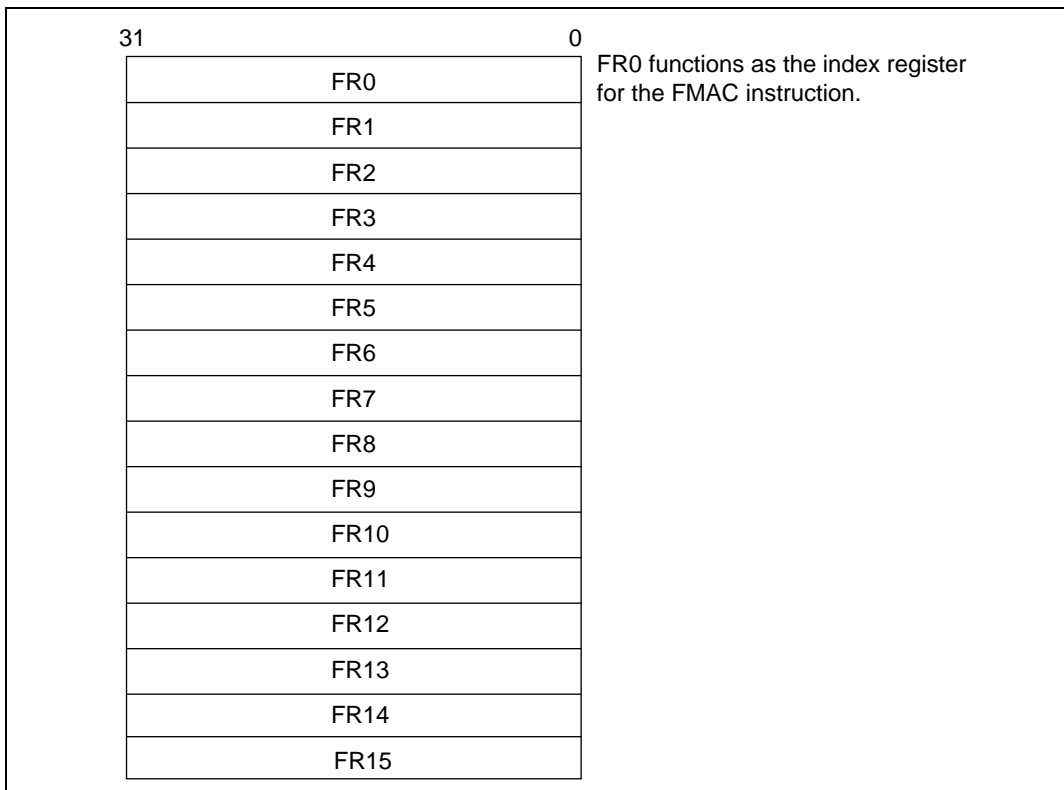 31 0
FR0 functions as the index register
for the FMAC instruction.
FR0
FR1
FR2
FR3
FR4
FR5
FR6
FR7
FR8
FR9
FR10
FR11
FR12
FR13
FR14
FR15